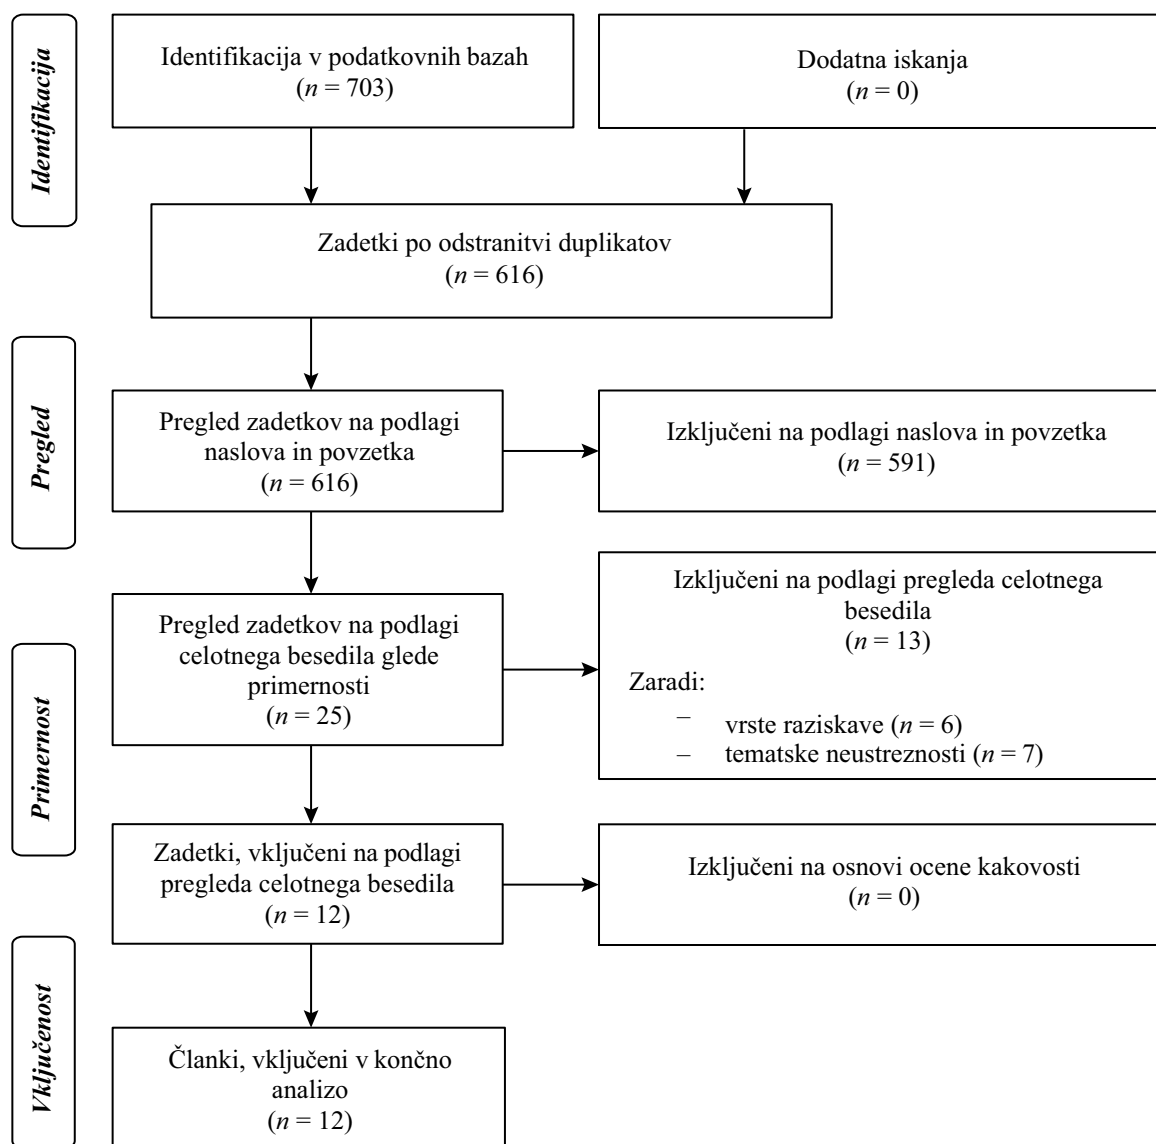 Identifikacija
Identifikacija v podatkovnih bazah
(n = 703)
Dodatna iskanja
(n = 0)
Zadetki po odstranitvi duplikatov
(n = 616)
Pregled
Pregled zadetkov na podlagi
naslova in povzetka
(n = 616)
Izključeni na podlagi naslova in povzetka
(n = 591)
Primernost
Pregled zadetkov na podlagi
celotnega besedila glede
primernosti
(n = 25)
Izključeni na podlagi pregleda celotnega
besedila
(n = 13)
Zaradi:
– vrste raziskave (n = 6)
– tematske neustreznosti (n = 7)
Zadetki, vključeni na podlagi
pregleda celotnega besedila
(n = 12)
Izključeni na osnovi ocene kakovosti
(n = 0)
Vključenost
Članki, vključeni v končno
analizo
(n = 12)